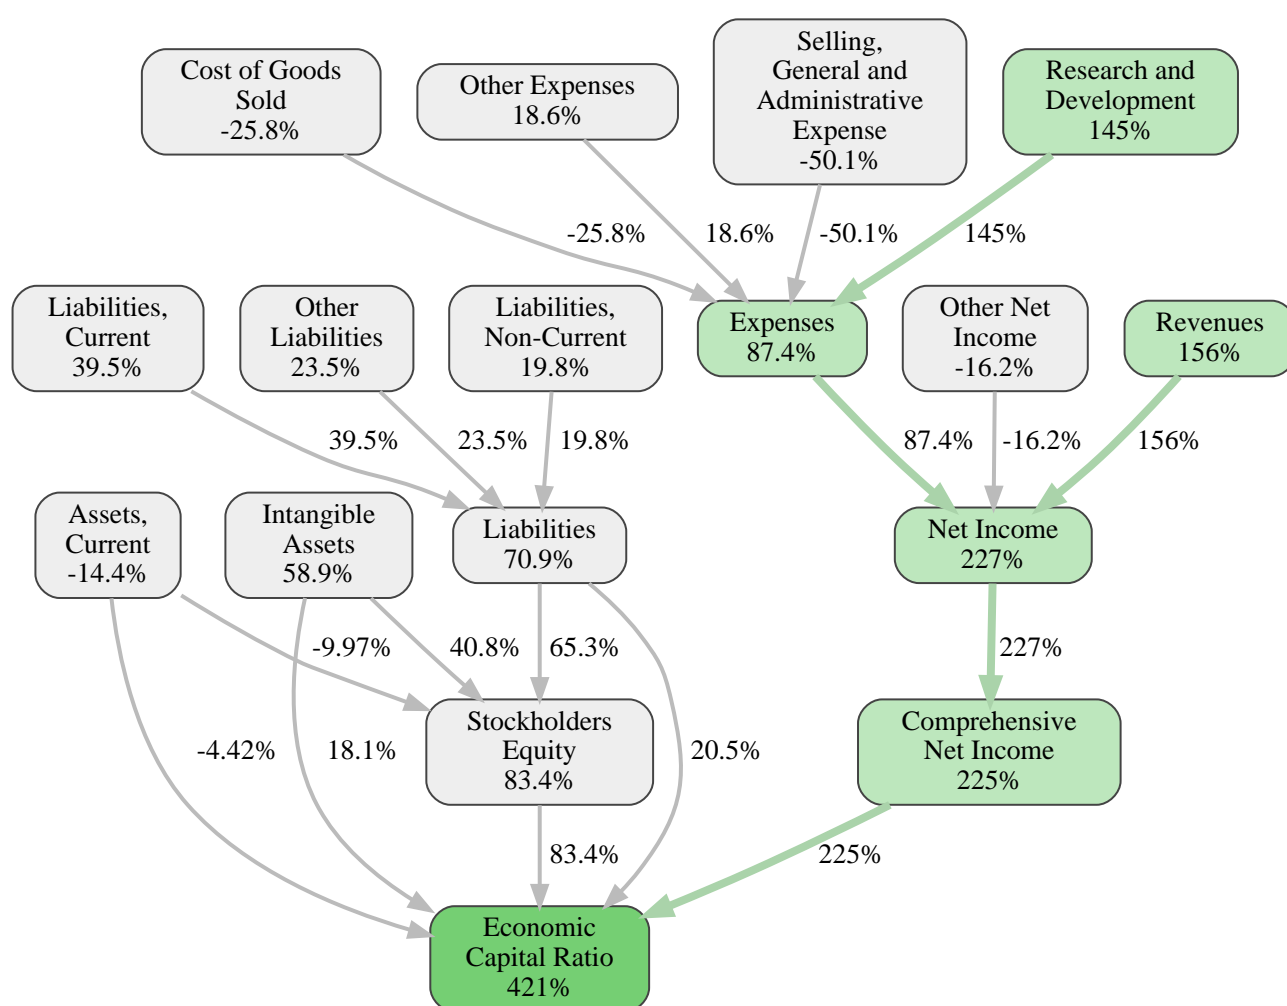 Cost of Goods
Sold
-25.8%
Other Expenses
18.6%
Selling,
General and
Administrative
Expense
-50.1%
Research and
Development
145%
-25.8%
18.6%
-50.1%
145%
Liabilities,
Current
39.5%
Other
Liabilities
23.5%
Liabilities,
Non-Current
19.8%
Expenses
87.4%
Other Net
Income
-16.2%
Revenues
156%
39.5%
23.5%
19.8%
87.4%
-16.2%
156%
Assets,
Current
-14.4%
Intangible
Assets
58.9%
Liabilities
70.9%
Net Income
227%
-9.97%
40.8%
65.3%
227%
-4.42%
18.1%
Stockholders
Equity
83.4%
20.5%
Comprehensive
Net Income
225%
83.4%
225%
Economic
Capital Ratio
421%